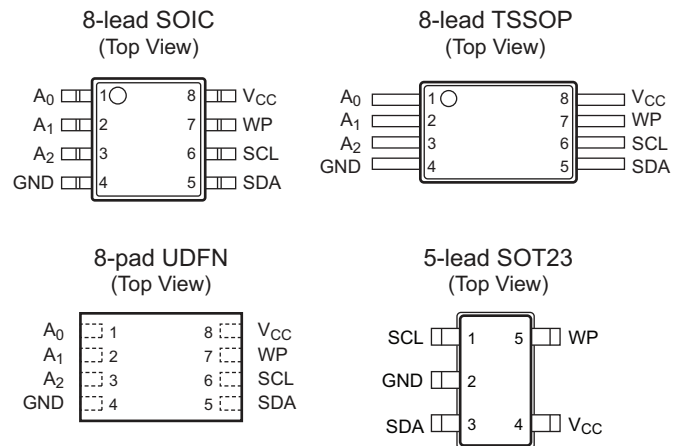 8-lead SOIC
(Top View)
A0 1 8 VCC
A1 2 7 WP
A2 3 6 SCL
GND 4 5 SDA
8-lead TSSOP
(Top View)
A0 1 8 VCC
A1 2 7 WP
A2 3 6 SCL
GND 4 5 SDA
8-pad UDFN
(Top View)
A0 1 8 VCC
A1 2 7 WP
A2 3 6 SCL
GND 4 5 SDA
5-lead SOT23
(Top View)
SCL 1 5 WP
GND 2
SDA 3 4 VCC